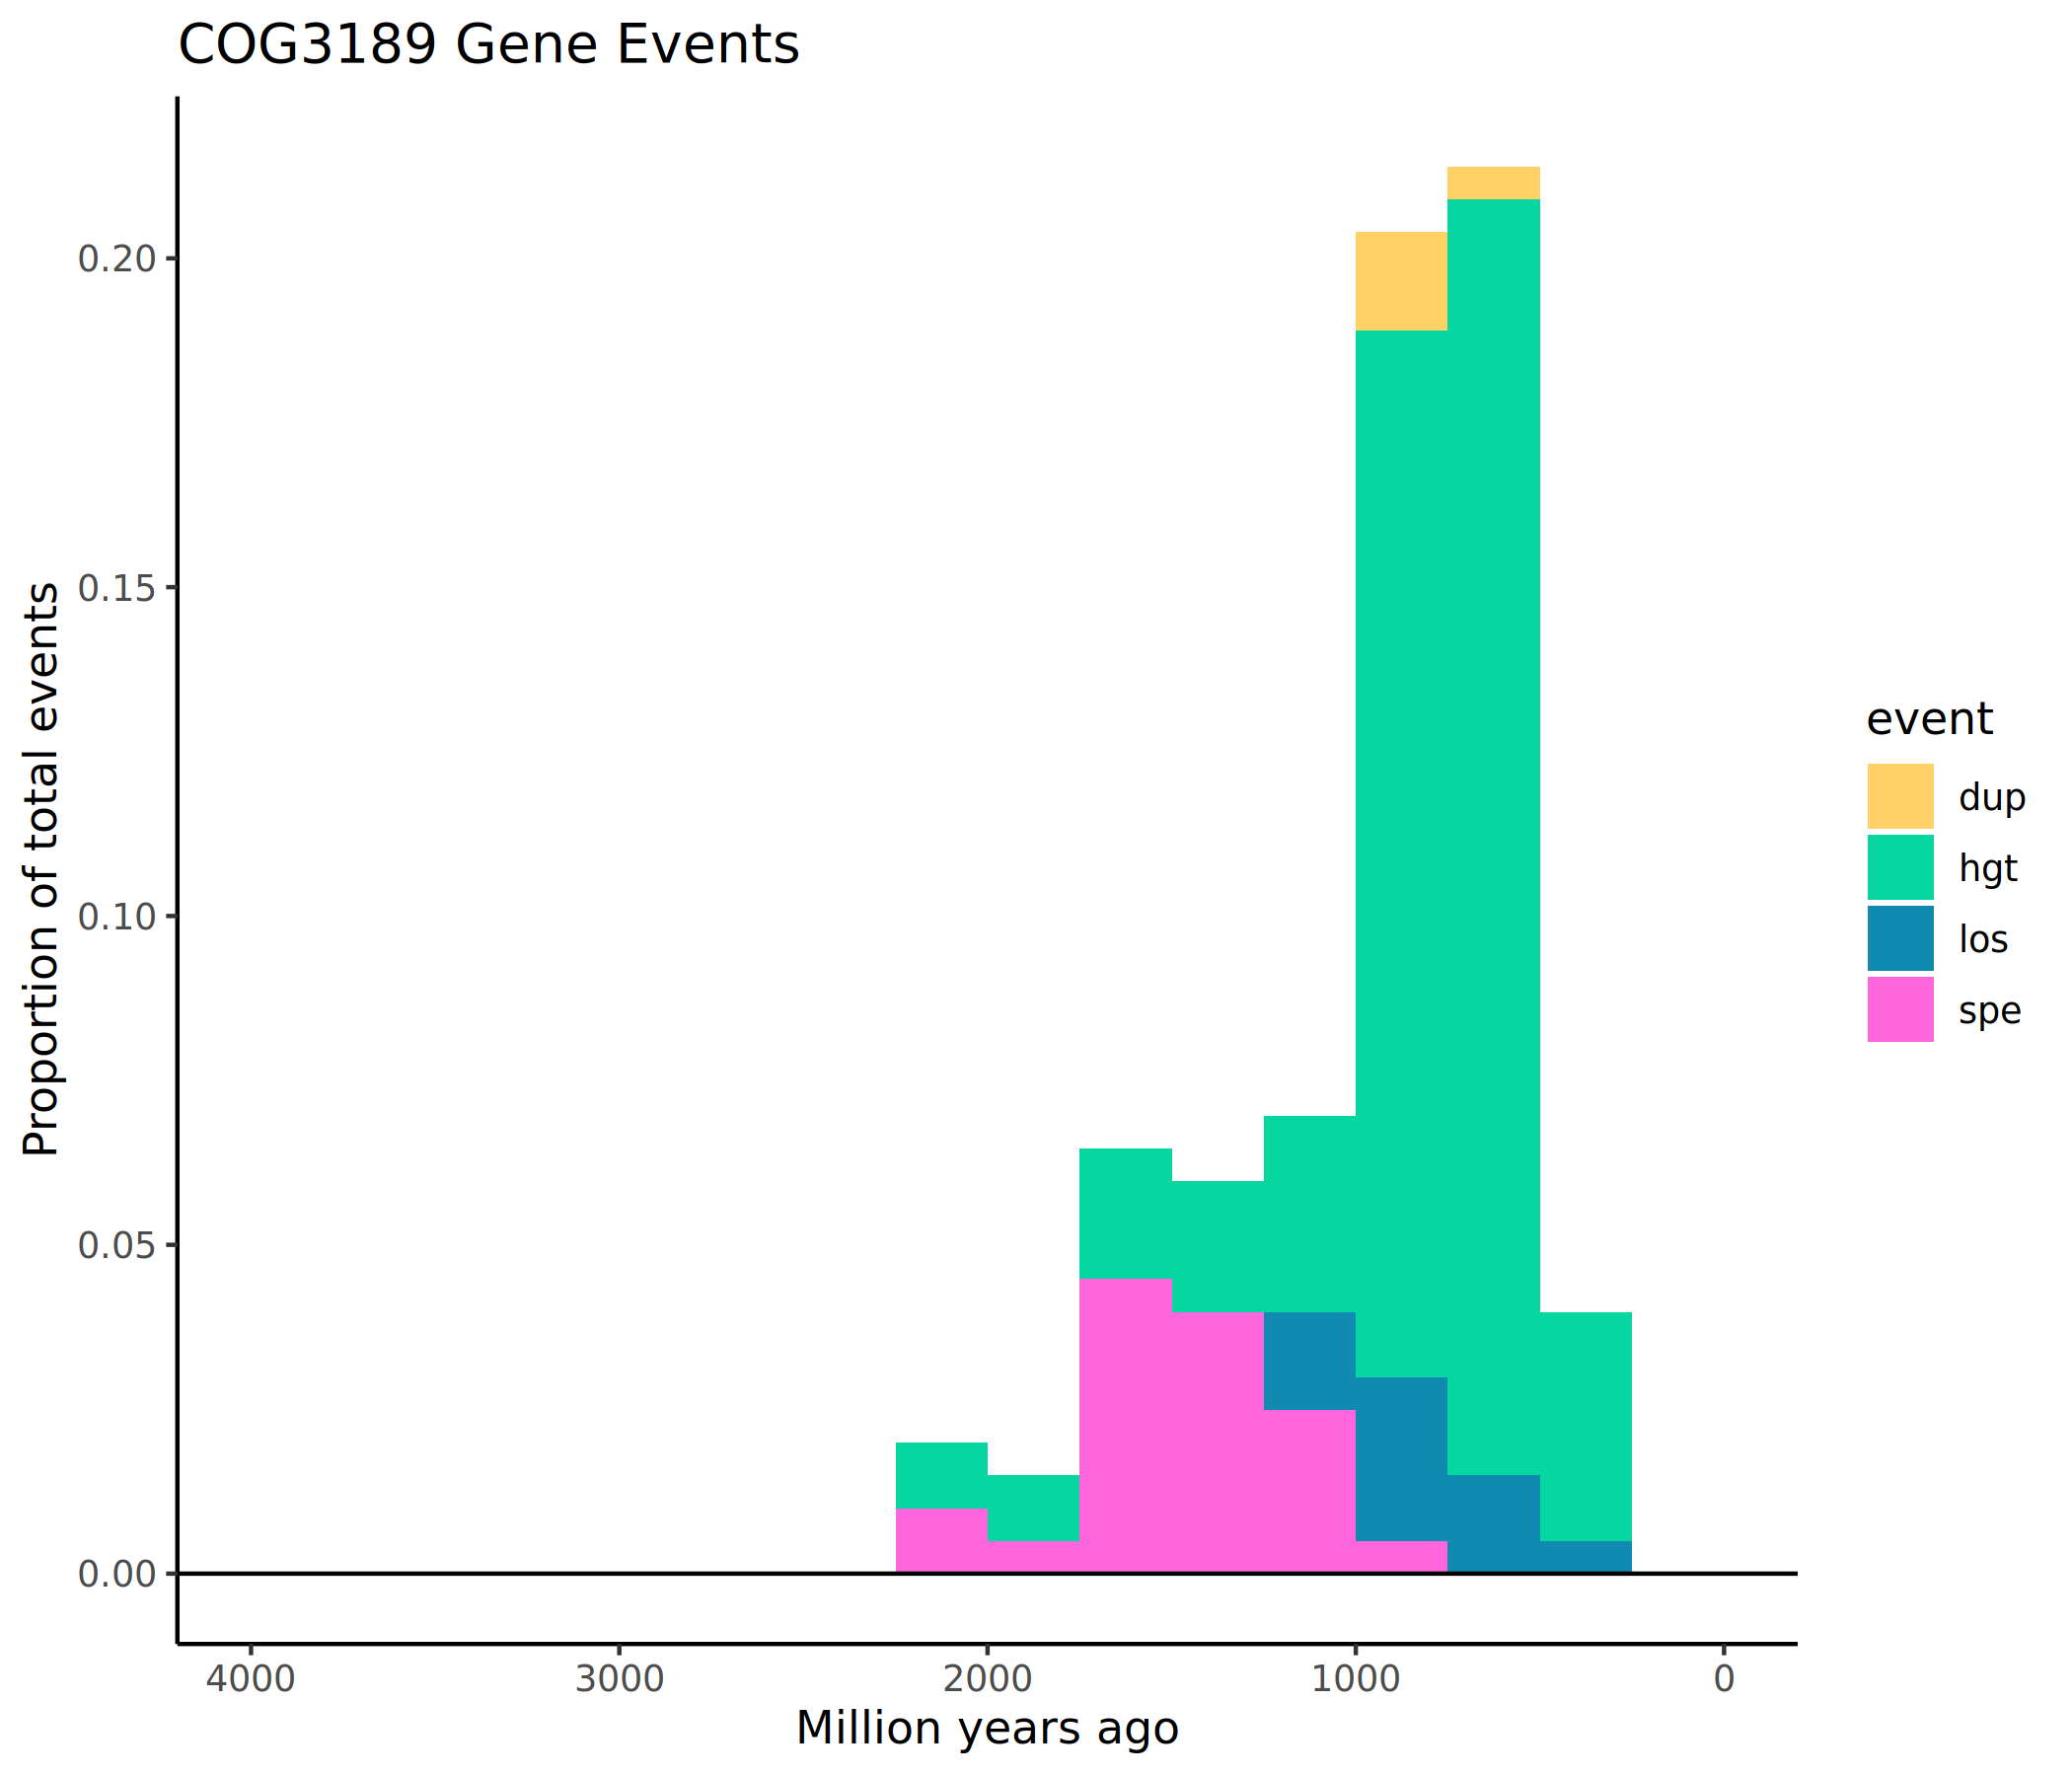 COG3189 Gene Events
Proportion of total events
0.20
0.15
0.10
0.05
0.00
4000 3000 2000 1000 0
Million years ago
event
dup
hgt
los
spe